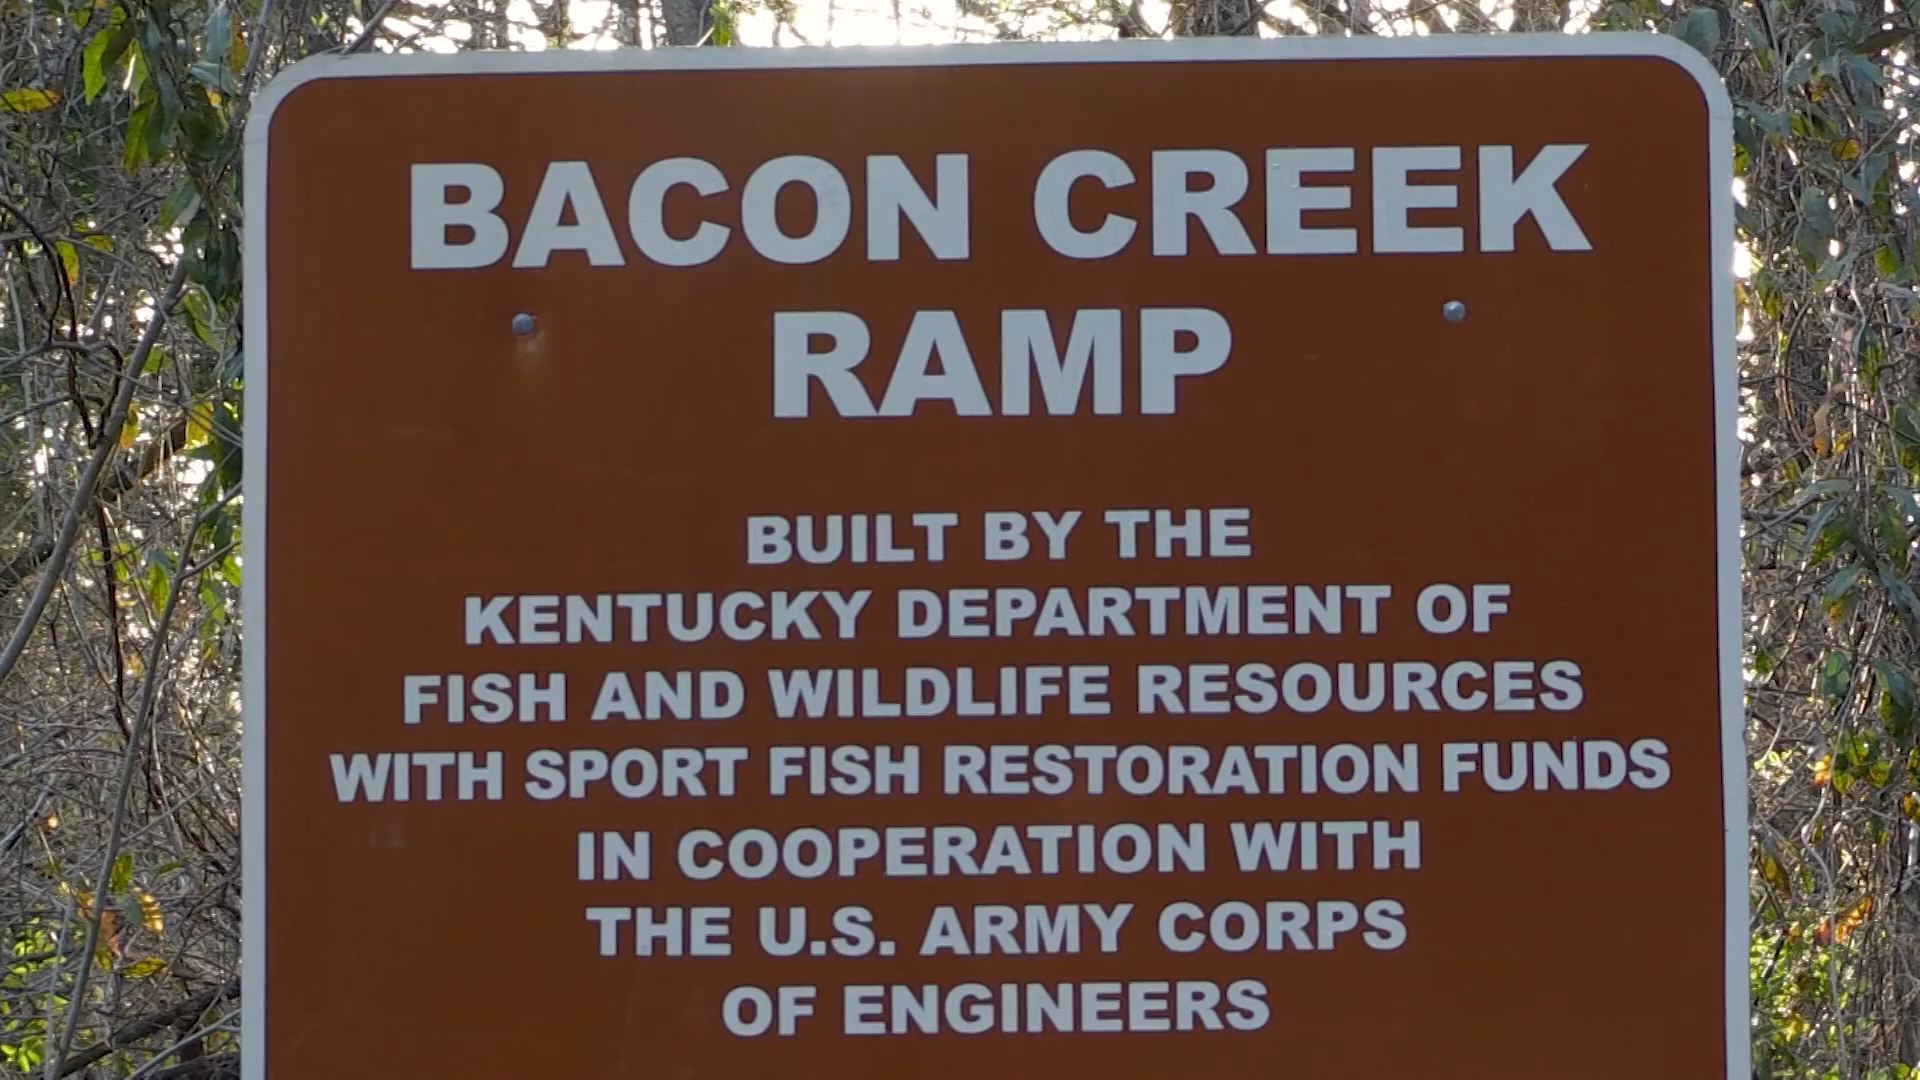 BACON CREEK
RAMP
BUILT BY THE
KENTUCKY DEPARTMENT OF
FISH AND WILDLIFE RESOURCES
WITH SPORT FISH RESTORATION FUNDS
IN COOPERATION WITH
THE U.S. ARMY CORPS
OF ENGINEERS